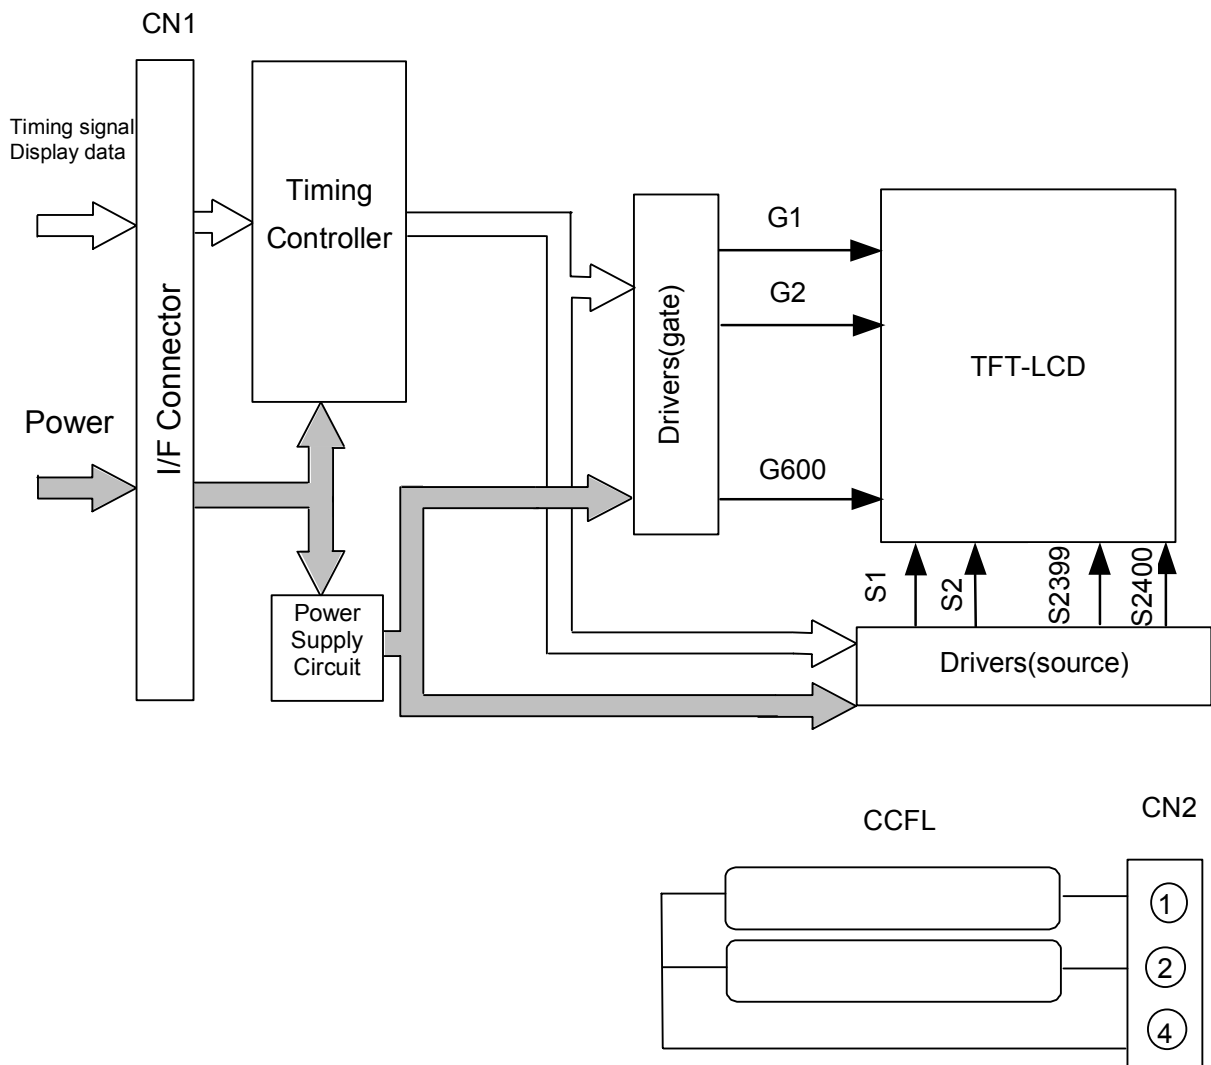 CN1
Timing signal
Display data
Timing
Controller
I/F Connector
Power
Drivers(gate)
G1
G2
G600
TFT-LCD
Power
Supply
Circuit
S1
S2
S2399
S2400
Drivers(source)
CCFL
CN2
1
2
4